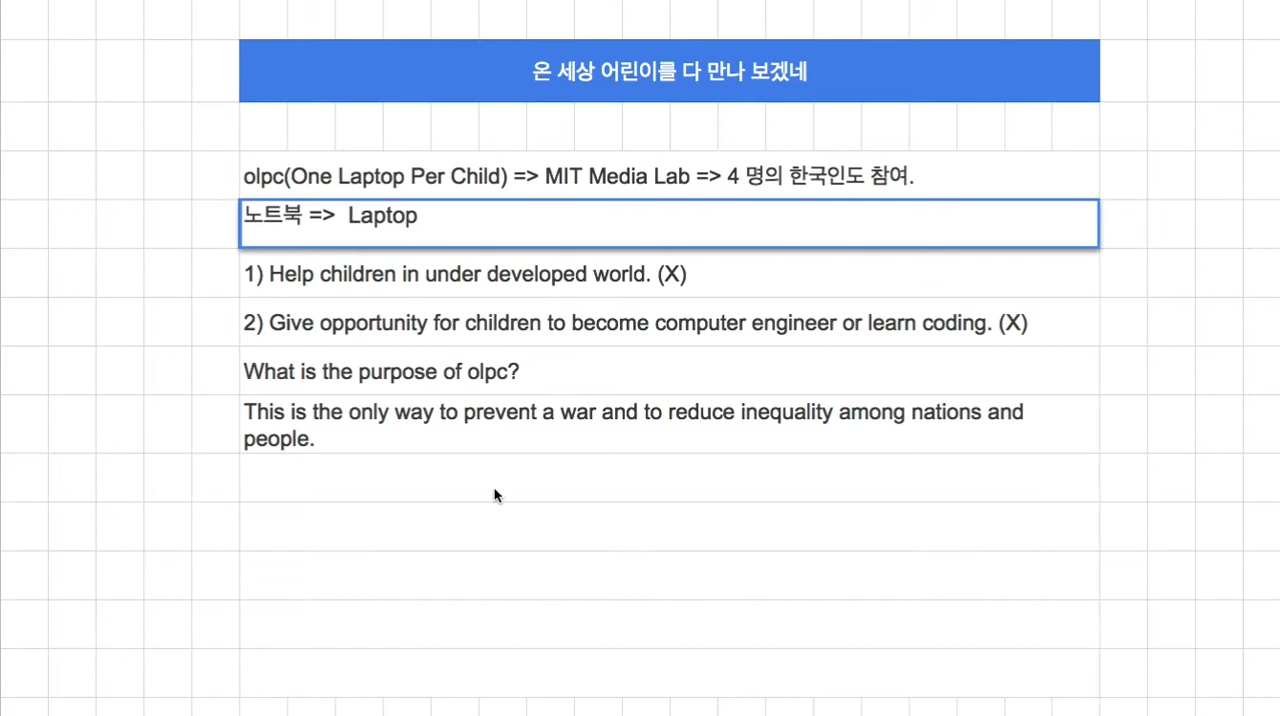 온 세상 어린이를 다 만나 보겠네
olpc(One Laptop Per Child) => MIT Media Lab => 4 명의 한국인도 참여.
노트북 =>  Laptop
1) Help children in under developed world. (X)
2) Give opportunity for children to become computer engineer or learn coding. (X)
What is the purpose of olpc?
This is the only way to prevent a war and to reduce inequality among nations and
people.